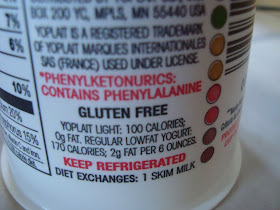 BOX 200 YC, MPLS, MN 55440 USA
YOPLAIT IS A REGISTERED TRADEMARK
OF YOPLAIT MARQUES INTERNATIONALES
SAS (FRANCE) USED UNDER LICENSE.
*PHENYLKETONURICS:
CONTAINS PHENYLALANINE
GLUTEN FREE
YOPLAIT LIGHT: 100 CALORIES;
0g FAT. REGULAR LOWFAT YOGURT:
170 CALORIES; 2g FAT PER 6 OUNCES.
KEEP REFRIGERATED
DIET EXCHANGES: 1 SKIM MILK
7%
6%
10%
20%
15%